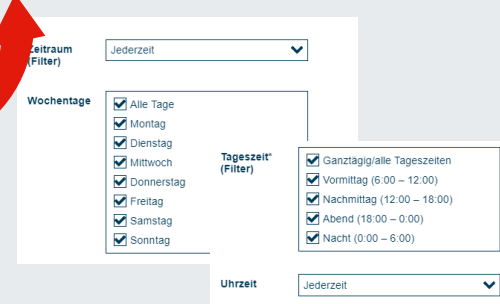 Zeitraum
(Filter)
Jederzeit
Wochentage
Alle Tage
Montag
Dienstag
Mittwoch
Donnerstag
Freitag
Samstag
Sonntag
Tageszeit*
(Filter)
Ganztägig/alle Tageszeiten
Vormittag (6:00 – 12:00)
Nachmittag (12:00 – 18:00)
Abend (18:00 – 0:00)
Nacht (0:00 – 6:00)
Uhrzeit
Jederzeit